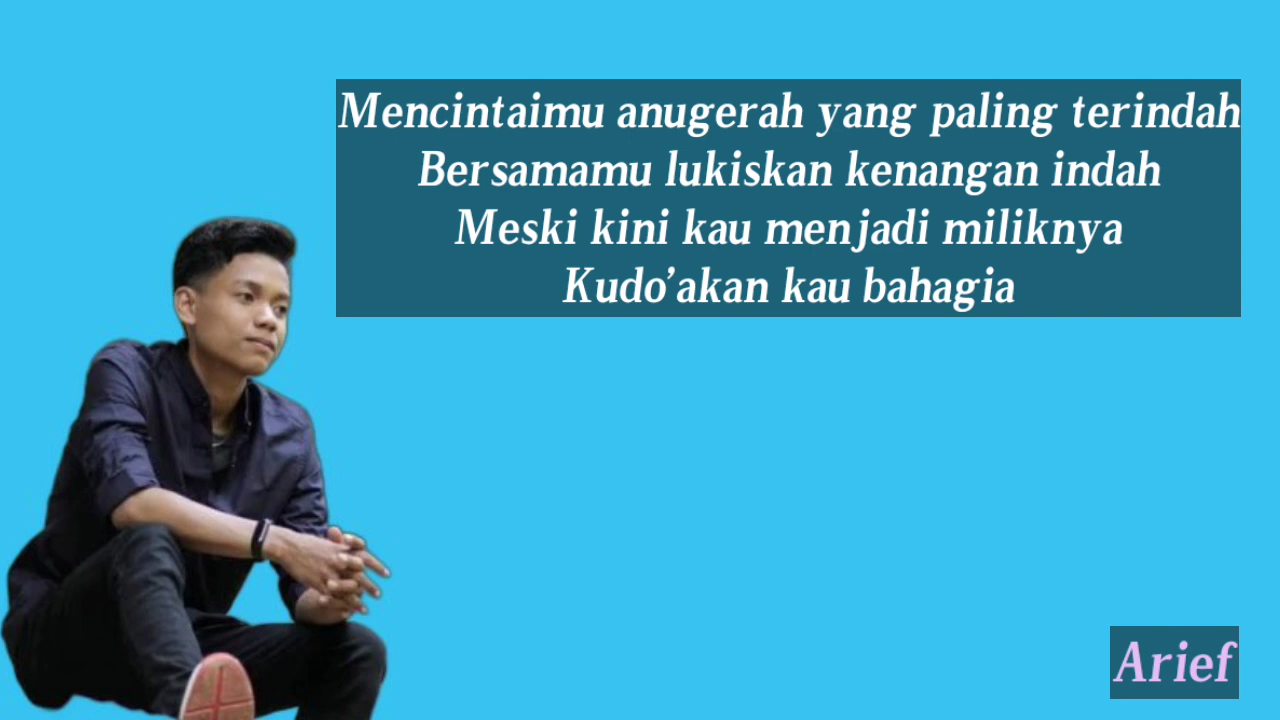 Mencintaimu anugerah yang paling terindah
Bersamamu lukiskan kenangan indah
Meski kini kau menjadi miliknya
Kudo’akan kau bahagia
Arief